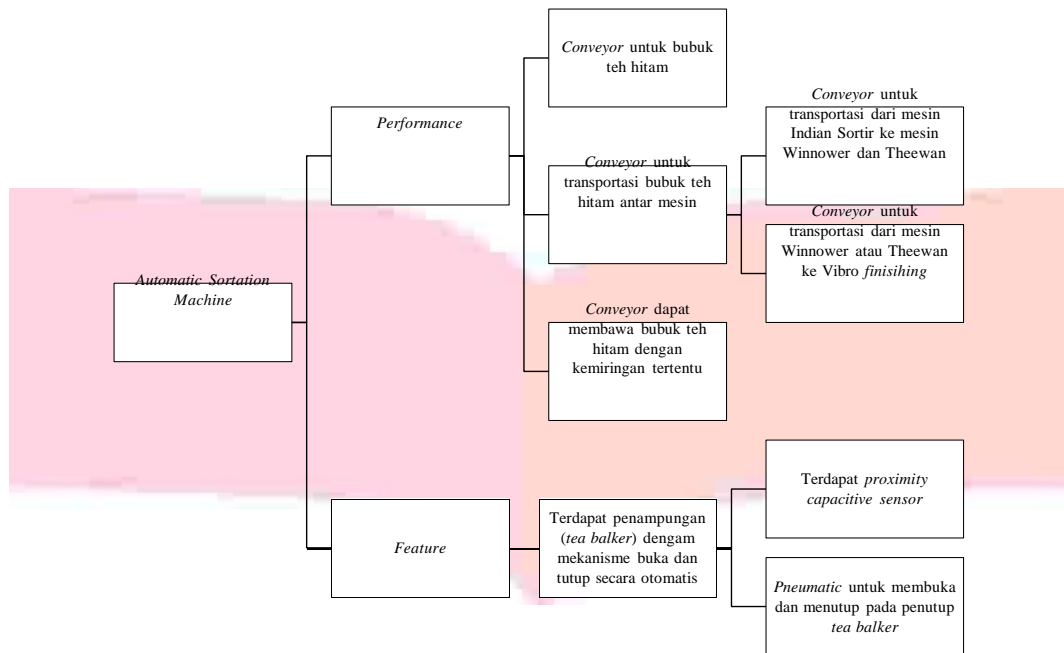 Automatic Sortation
Machine
Performance
Conveyor untuk bubuk
teh hitam
Conveyor untuk
transportasi bubuk teh
hitam antar mesin
Conveyor untuk
transportasi dari mesin
Indian Sortir ke mesin
Winnower dan Theewan
Conveyor untuk
transportasi dari mesin
Winnower atau Theewan
ke Vibro finisihing
Conveyor dapat
membawa bubuk teh
hitam dengan
kemiringan tertentu
Feature
Terdapat penampungan
(tea balker) dengam
mekanisme buka dan
tutup secara otomatis
Terdapat proximity
capacitive sensor
Pneumatic untuk membuka
dan menutup pada penutup
tea balker